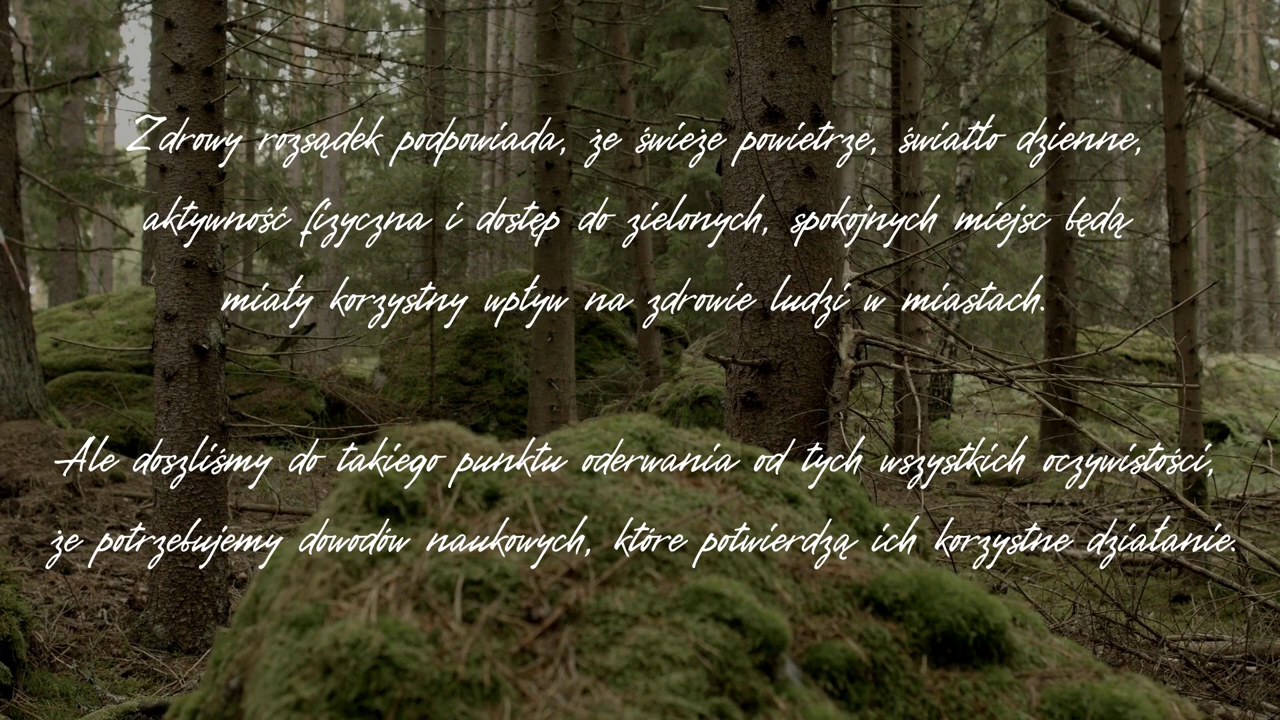 Zdrowy rozsądek podpowiada, że świeże powietrze, światło dzienne,
aktywność fizyczna i dostęp do zielonych, spokojnych miejsc będą
miały korzystny wpływ na zdrowie ludzi w miastach.
Ale doszliśmy do takiego punktu oderwania od tych wszystkich oczywistości,
że potrzebujemy dowodów naukowych, które potwierdzą ich korzystne działanie.